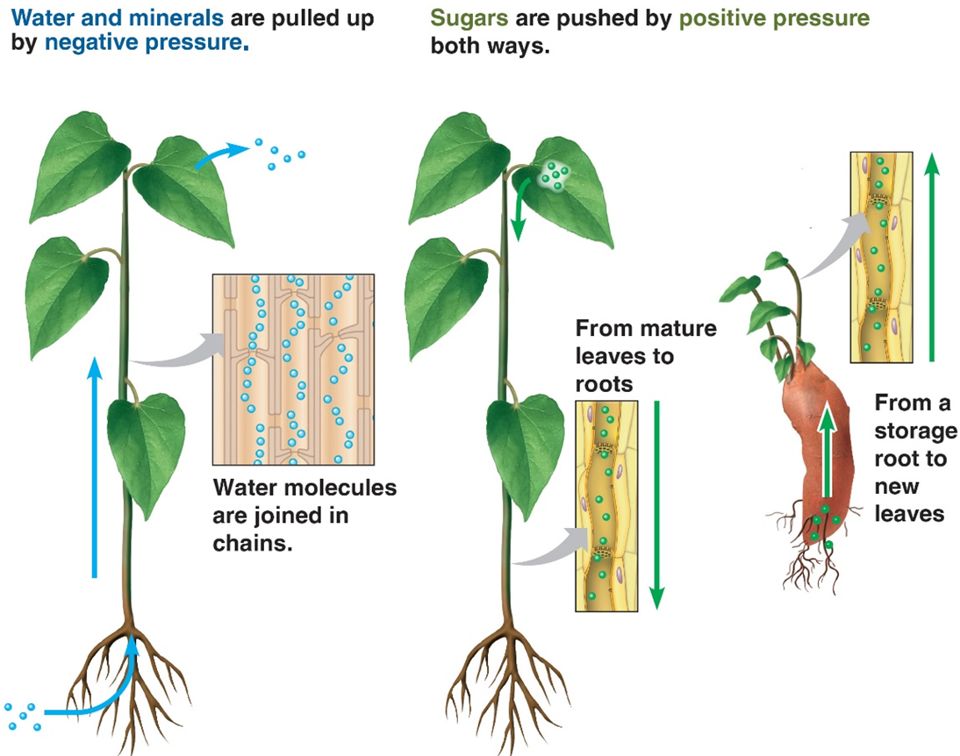 Water and minerals are pulled up
by negative pressure.
Sugars are pushed by positive pressure
both ways.
Water molecules
are joined in
chains.
From mature
leaves to
roots
From a
storage
root to
new
leaves